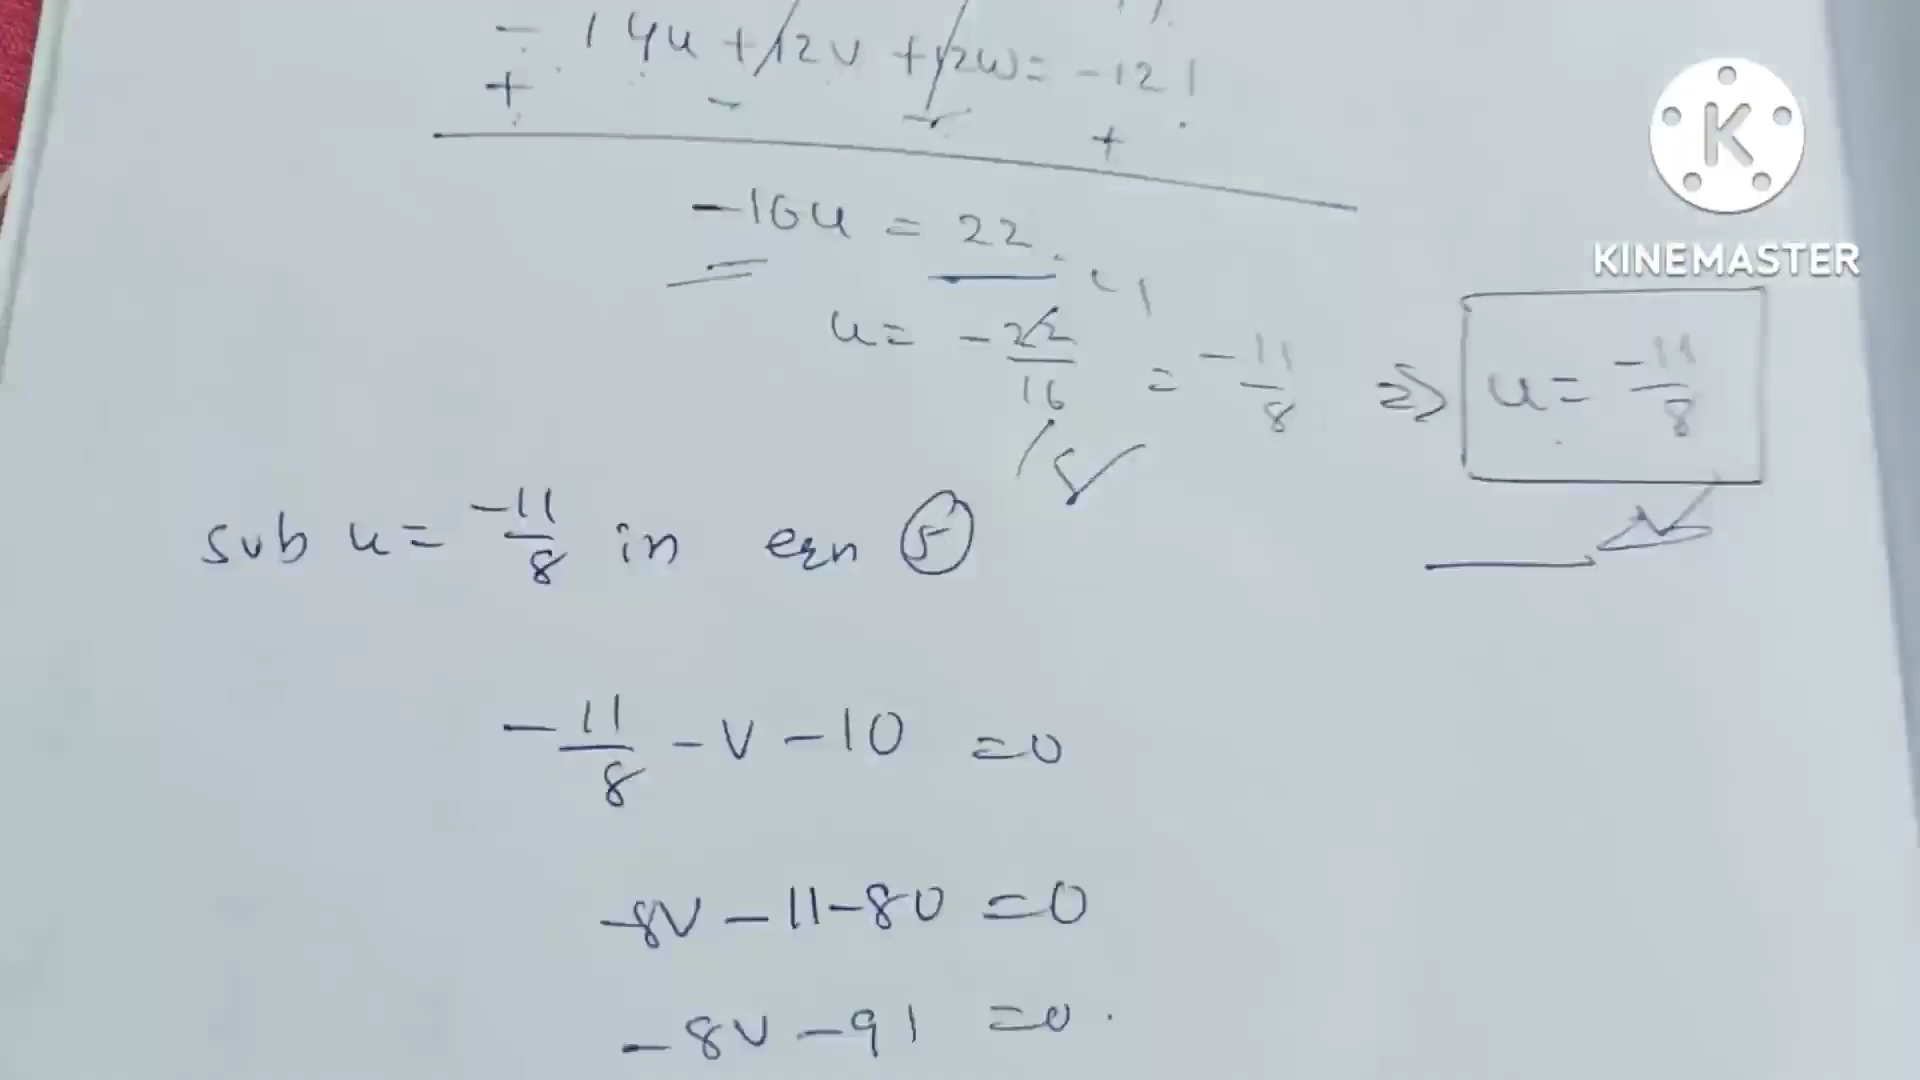 - 14u + 12v + 12w = -121
+ - - +
-16u = 22
u = -22/16 = -11/8 ⇒ u = -11/8
sub u = -11/8 in eqn ⑤
-11/8 - v - 10 = 0
-8v - 11 - 80 = 0
-8v - 91 = 0.
K
KINEMASTER